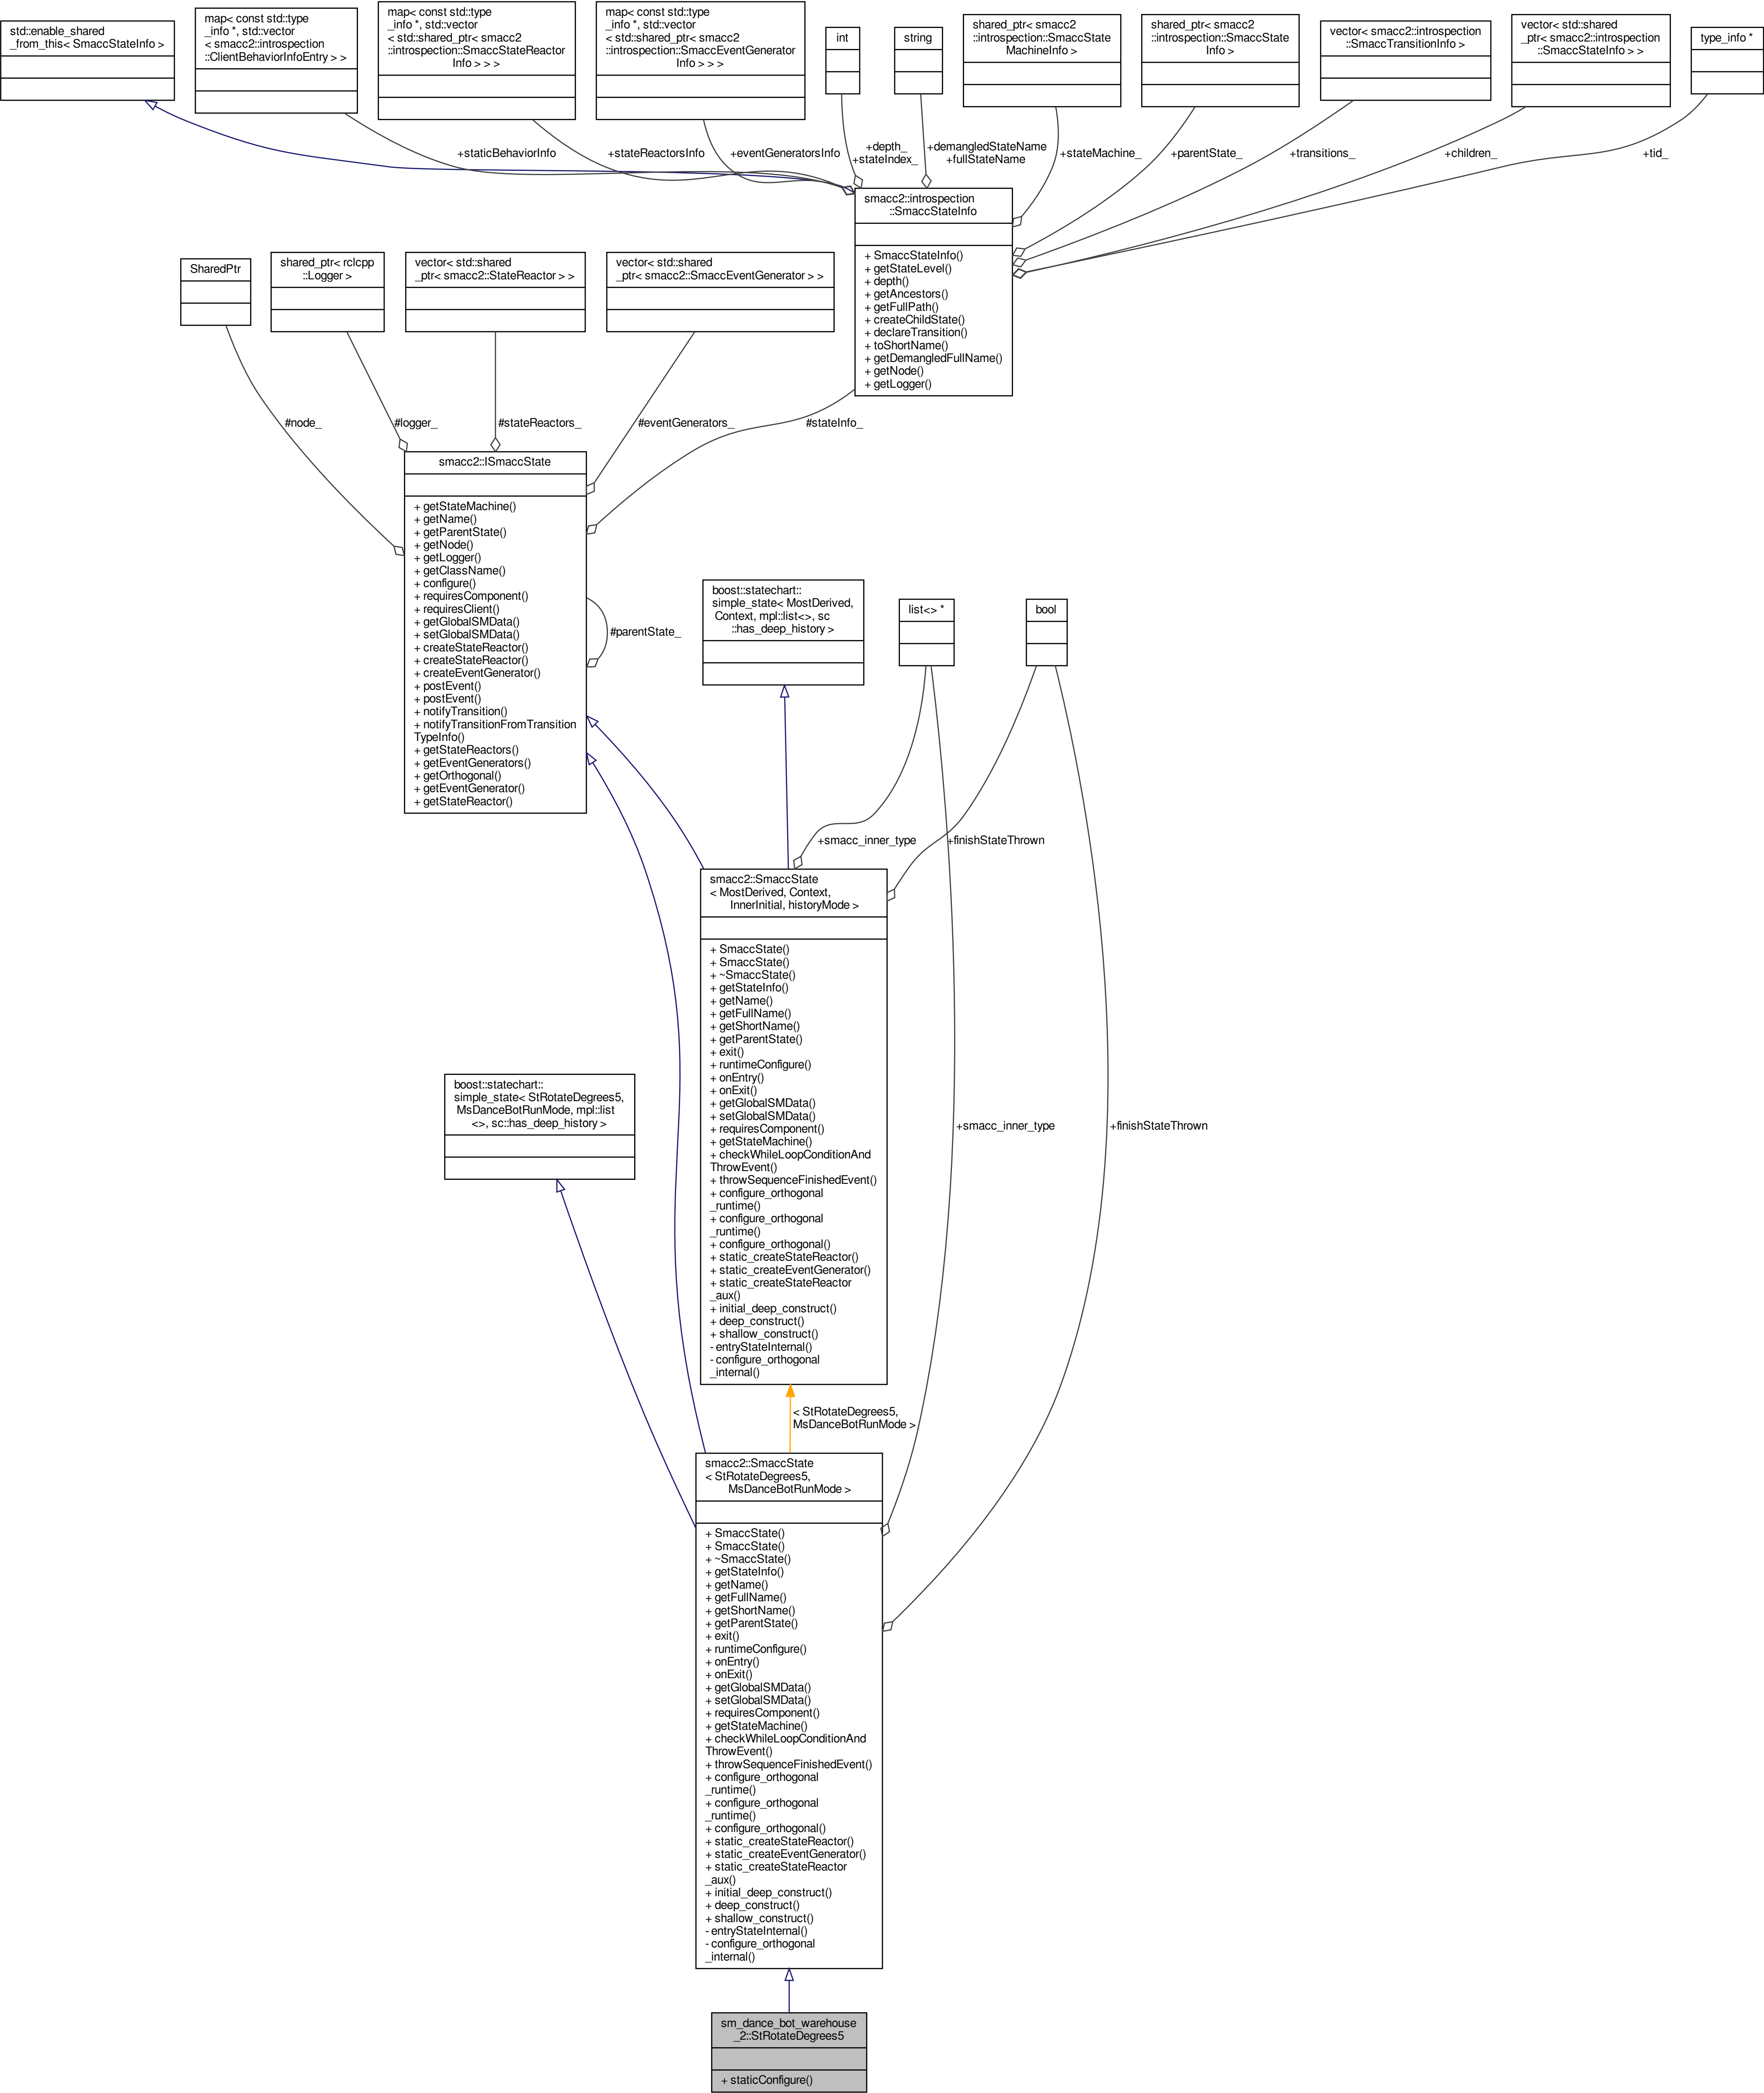 std::enable_shared
_from_this< SmaccStateInfo >
map< const std::type
_info *, std::vector
< smacc2::introspection
::ClientBehaviorInfoEntry > >
map< const std::type
_info *, std::vector
< std::shared_ptr< smacc2
::introspection::SmaccStateReactor
Info > > >
map< const std::type
_info *, std::vector
< std::shared_ptr< smacc2
::introspection::SmaccEventGenerator
Info > > >
int
string
shared_ptr< smacc2
::introspection::SmaccState
MachineInfo >
shared_ptr< smacc2
::introspection::SmaccState
Info >
vector< smacc2::introspection
::SmaccTransitionInfo >
vector< std::shared
_ptr< smacc2::introspection
::SmaccStateInfo > >
type_info *
+staticBehaviorInfo
+stateReactorsInfo
+eventGeneratorsInfo
+depth_
+stateIndex_
+demangledStateName
+fullStateName
+stateMachine_
+parentState_
+transitions_
+children_
+tid_
smacc2::introspection
::SmaccStateInfo
+ SmaccStateInfo()
+ getStateLevel()
+ depth()
+ getAncestors()
+ getFullPath()
+ createChildState()
+ declareTransition()
+ toShortName()
+ getDemangledFullName()
+ getNode()
+ getLogger()
SharedPtr
shared_ptr< rclcpp
::Logger >
vector< std::shared
_ptr< smacc2::StateReactor > >
vector< std::shared
_ptr< smacc2::SmaccEventGenerator > >
#node_
#logger_
#stateReactors_
#eventGenerators_
#stateInfo_
smacc2::ISmaccState
+ getStateMachine()
+ getName()
+ getParentState()
+ getNode()
+ getLogger()
+ getClassName()
+ configure()
+ requiresComponent()
+ requiresClient()
+ getGlobalSMData()
+ setGlobalSMData()
+ createStateReactor()
+ createStateReactor()
+ createEventGenerator()
+ postEvent()
+ postEvent()
+ notifyTransition()
+ notifyTransitionFromTransition
TypeInfo()
+ getStateReactors()
+ getEventGenerators()
+ getOrthogonal()
+ getEventGenerator()
+ getStateReactor()
#parentState_
boost::statechart::
simple_state< MostDerived,
Context, mpl::list<>, sc
::has_deep_history >
list<> *
bool
+smacc_inner_type
+finishStateThrown
smacc2::SmaccState
< MostDerived, Context,
InnerInitial, historyMode >
+ SmaccState()
+ SmaccState()
+ ~SmaccState()
+ getStateInfo()
+ getName()
+ getFullName()
+ getShortName()
+ getParentState()
+ exit()
+ runtimeConfigure()
+ onEntry()
+ onExit()
+ getGlobalSMData()
+ setGlobalSMData()
+ requiresComponent()
+ getStateMachine()
+ checkWhileLoopConditionAnd
ThrowEvent()
+ throwSequenceFinishedEvent()
+ configure_orthogonal
_runtime()
+ configure_orthogonal
_runtime()
+ configure_orthogonal()
+ static_createStateReactor()
+ static_createEventGenerator()
+ static_createStateReactor
_aux()
+ initial_deep_construct()
+ deep_construct()
+ shallow_construct()
- entryStateInternal()
- configure_orthogonal
_internal()
boost::statechart::
simple_state< StRotateDegrees5,
MsDanceBotRunMode, mpl::list
<>, sc::has_deep_history >
+smacc_inner_type
+finishStateThrown
< StRotateDegrees5,
MsDanceBotRunMode >
smacc2::SmaccState
< StRotateDegrees5,
MsDanceBotRunMode >
+ SmaccState()
+ SmaccState()
+ ~SmaccState()
+ getStateInfo()
+ getName()
+ getFullName()
+ getShortName()
+ getParentState()
+ exit()
+ runtimeConfigure()
+ onEntry()
+ onExit()
+ getGlobalSMData()
+ setGlobalSMData()
+ requiresComponent()
+ getStateMachine()
+ checkWhileLoopConditionAnd
ThrowEvent()
+ throwSequenceFinishedEvent()
+ configure_orthogonal
_runtime()
+ configure_orthogonal
_runtime()
+ configure_orthogonal()
+ static_createStateReactor()
+ static_createEventGenerator()
+ static_createStateReactor
_aux()
+ initial_deep_construct()
+ deep_construct()
+ shallow_construct()
- entryStateInternal()
- configure_orthogonal
_internal()
sm_dance_bot_warehouse
_2::StRotateDegrees5
+ staticConfigure()